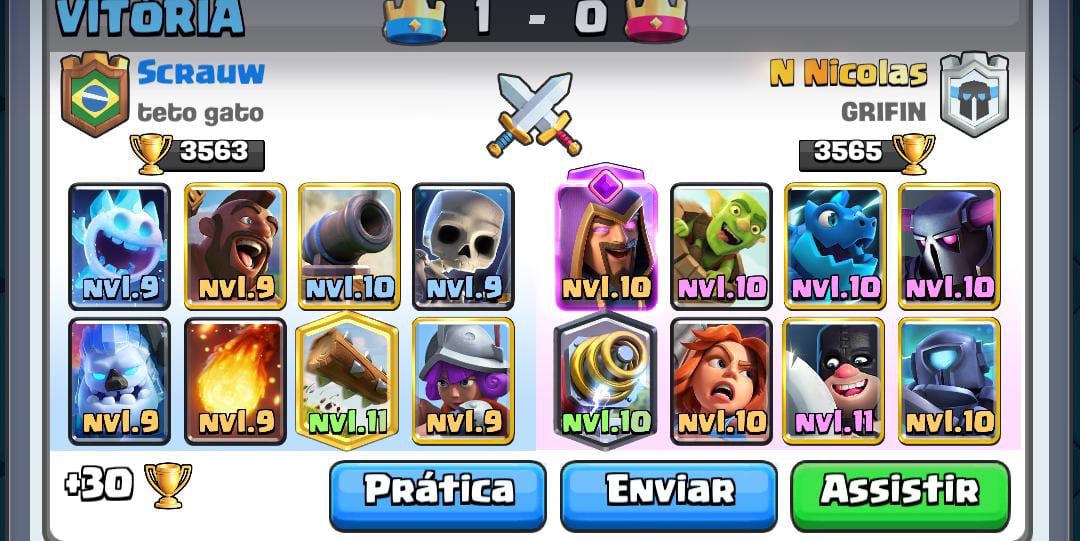 VITÓRIA 1 - 0
Scrauw N Nicolas
teto gato GRIFIN
3563 3565
nvl.9 nvl.9 nvl.10 nvl.9 nvl.10 nvl.10 nvl.10 nvl.10
nvl.9 nvl.9 nvl.11 nvl.9 nvl.10 nvl.10 nvl.11 nvl.10
+30 Prática Enviar Assistir